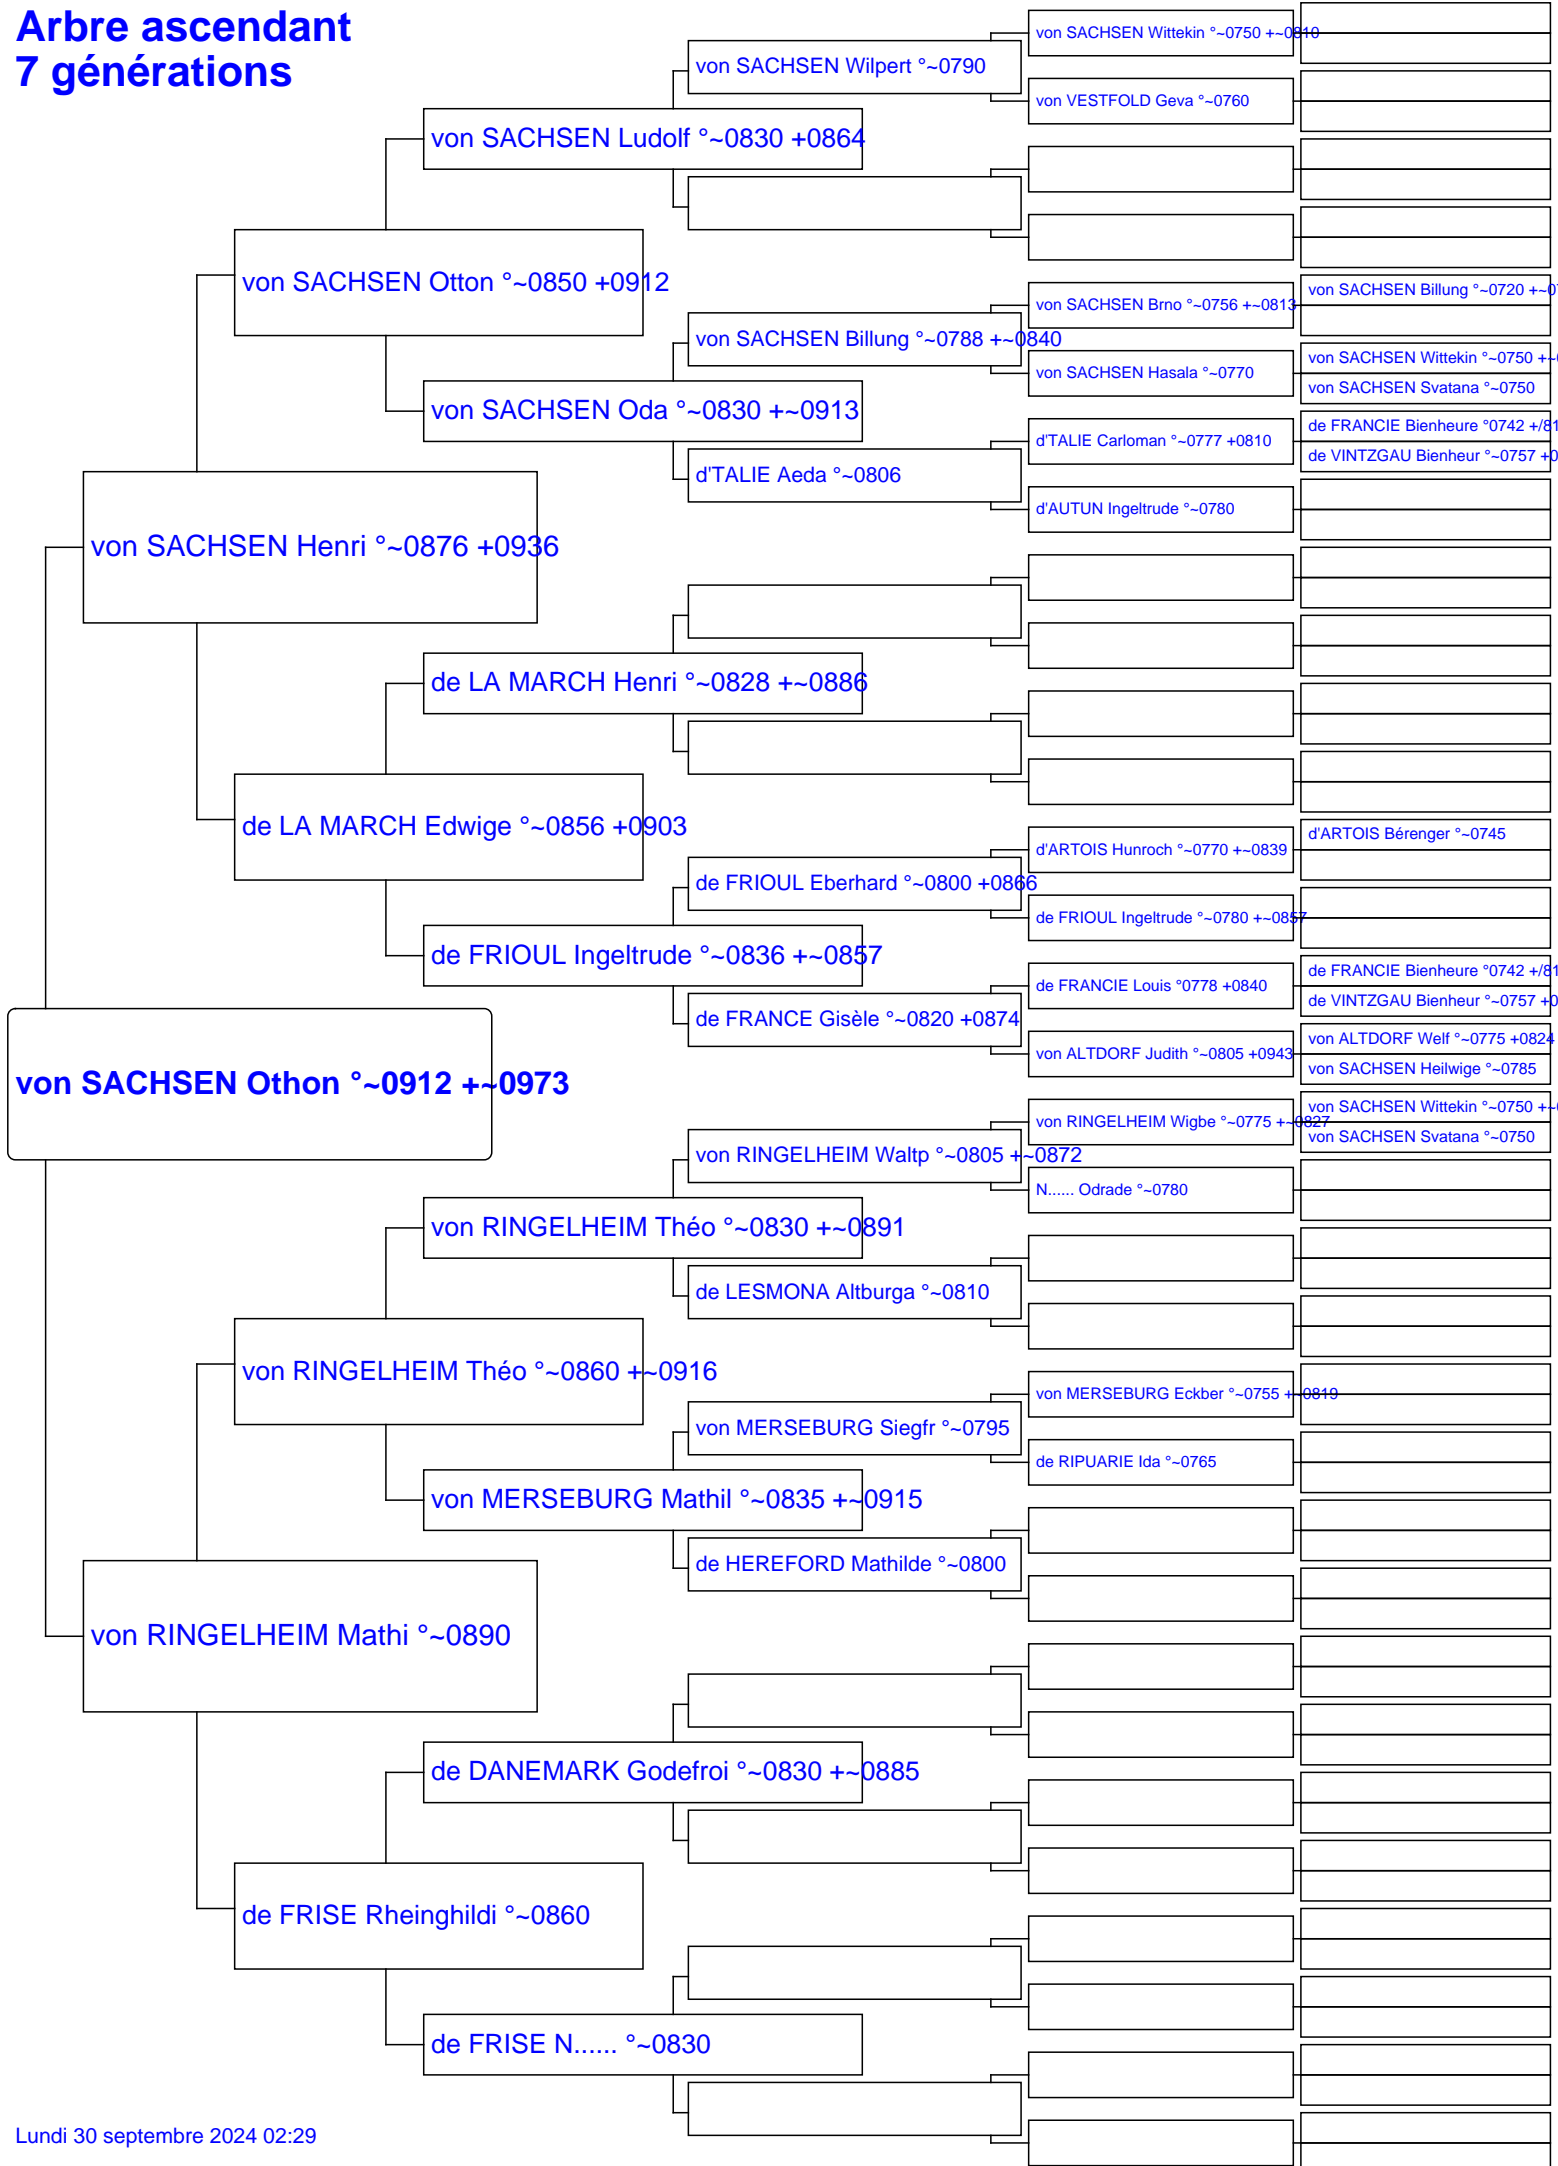 Arbre ascendant
7 générations
von SACHSEN Othon °~0912 +~0973
von SACHSEN Henri °~0876 +0936
von RINGELHEIM Mathi °~0890
von SACHSEN Otton °~0850 +0912
de LA MARCH Edwige °~0856 +0903
von RINGELHEIM Théo °~0860 +~0916
de FRISE Rheinghildi °~0860
von SACHSEN Ludolf °~0830 +0864
von SACHSEN Oda °~0830 +~0913
de LA MARCH Henri °~0828 +~0886
de FRIOUL Ingeltrude °~0836 +~0857
von RINGELHEIM Théo °~0830 +~0891
von MERSEBURG Mathil °~0835 +~0915
de DANEMARK Godefroi °~0830 +~0885
de FRISE N...... °~0830
von SACHSEN Wilpert °~0790
von SACHSEN Billung °~0788 +~0840
d'TALIE Aeda °~0806
de FRIOUL Eberhard °~0800 +0866
de FRANCE Gisèle °~0820 +0874
von RINGELHEIM Waltp °~0805 +~0872
de LESMONA Altburga °~0810
von MERSEBURG Siegfr °~0795
de HEREFORD Mathilde °~0800
von SACHSEN Wittekin °~0750 +~0810
von VESTFOLD Geva °~0760
von SACHSEN Brno °~0756 +~0813
von SACHSEN Hasala °~0770
d'TALIE Carloman °~0777 +0810
d'AUTUN Ingeltrude °~0780
d'ARTOIS Hunroch °~0770 +~0839
de FRIOUL Ingeltrude °~0780 +~0857
de FRANCIE Louis °0778 +0840
von ALTDORF Judith °~0805 +0943
von RINGELHEIM Wigbe °~0775 +~0827
N...... Odrade °~0780
von MERSEBURG Eckber °~0755 +~0819
de RIPUARIE Ida °~0765
von SACHSEN Billung °~0720 +~0
von SACHSEN Wittekin °~0750 +~
von SACHSEN Svatana °~0750
de FRANCIE Bienheure °0742 +/81
de VINTZGAU Bienheur °~0757 +0
d'ARTOIS Bérenger °~0745
de FRANCIE Bienheure °0742 +/81
de VINTZGAU Bienheur °~0757 +0
von ALTDORF Welf °~0775 +0824
von SACHSEN Heilwige °~0785
von SACHSEN Wittekin °~0750 +~
von SACHSEN Svatana °~0750
Lundi 30 septembre 2024 02:29